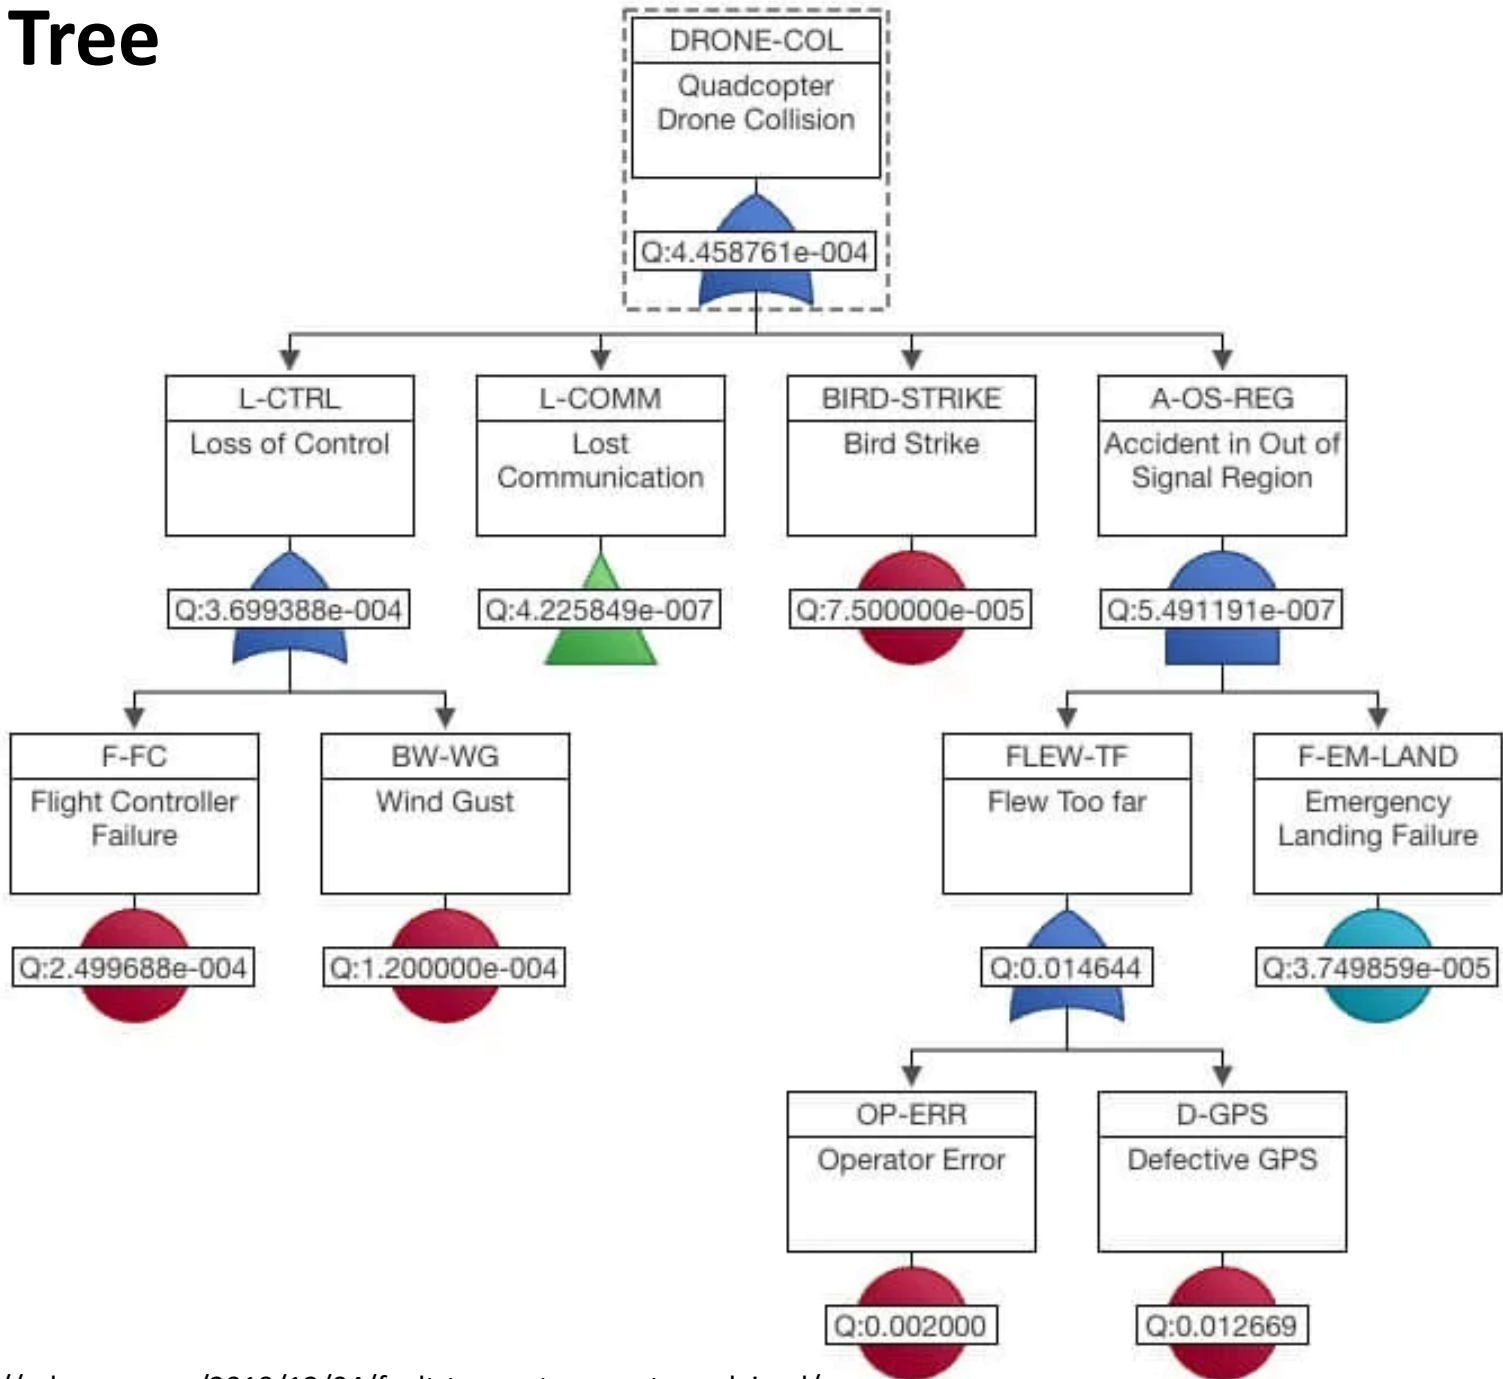 Tree
DRONE-COL
Quadcopter
Drone Collision
Q:4.458761e-004
L-CTRL
Loss of Control
Q:3.699388e-004
L-COMM
Lost
Communication
Q:4.225849e-007
BIRD-STRIKE
Bird Strike
Q:7.500000e-005
A-OS-REG
Accident in Out of
Signal Region
Q:5.491191e-007
F-FC
Flight Controller
Failure
Q:2.499688e-004
BW-WG
Wind Gust
Q:1.200000e-004
FLEW-TF
Flew Too far
Q:0.014644
F-EM-LAND
Emergency
Landing Failure
Q:3.749859e-005
OP-ERR
Operator Error
Q:0.002000
D-GPS
Defective GPS
Q:0.012669